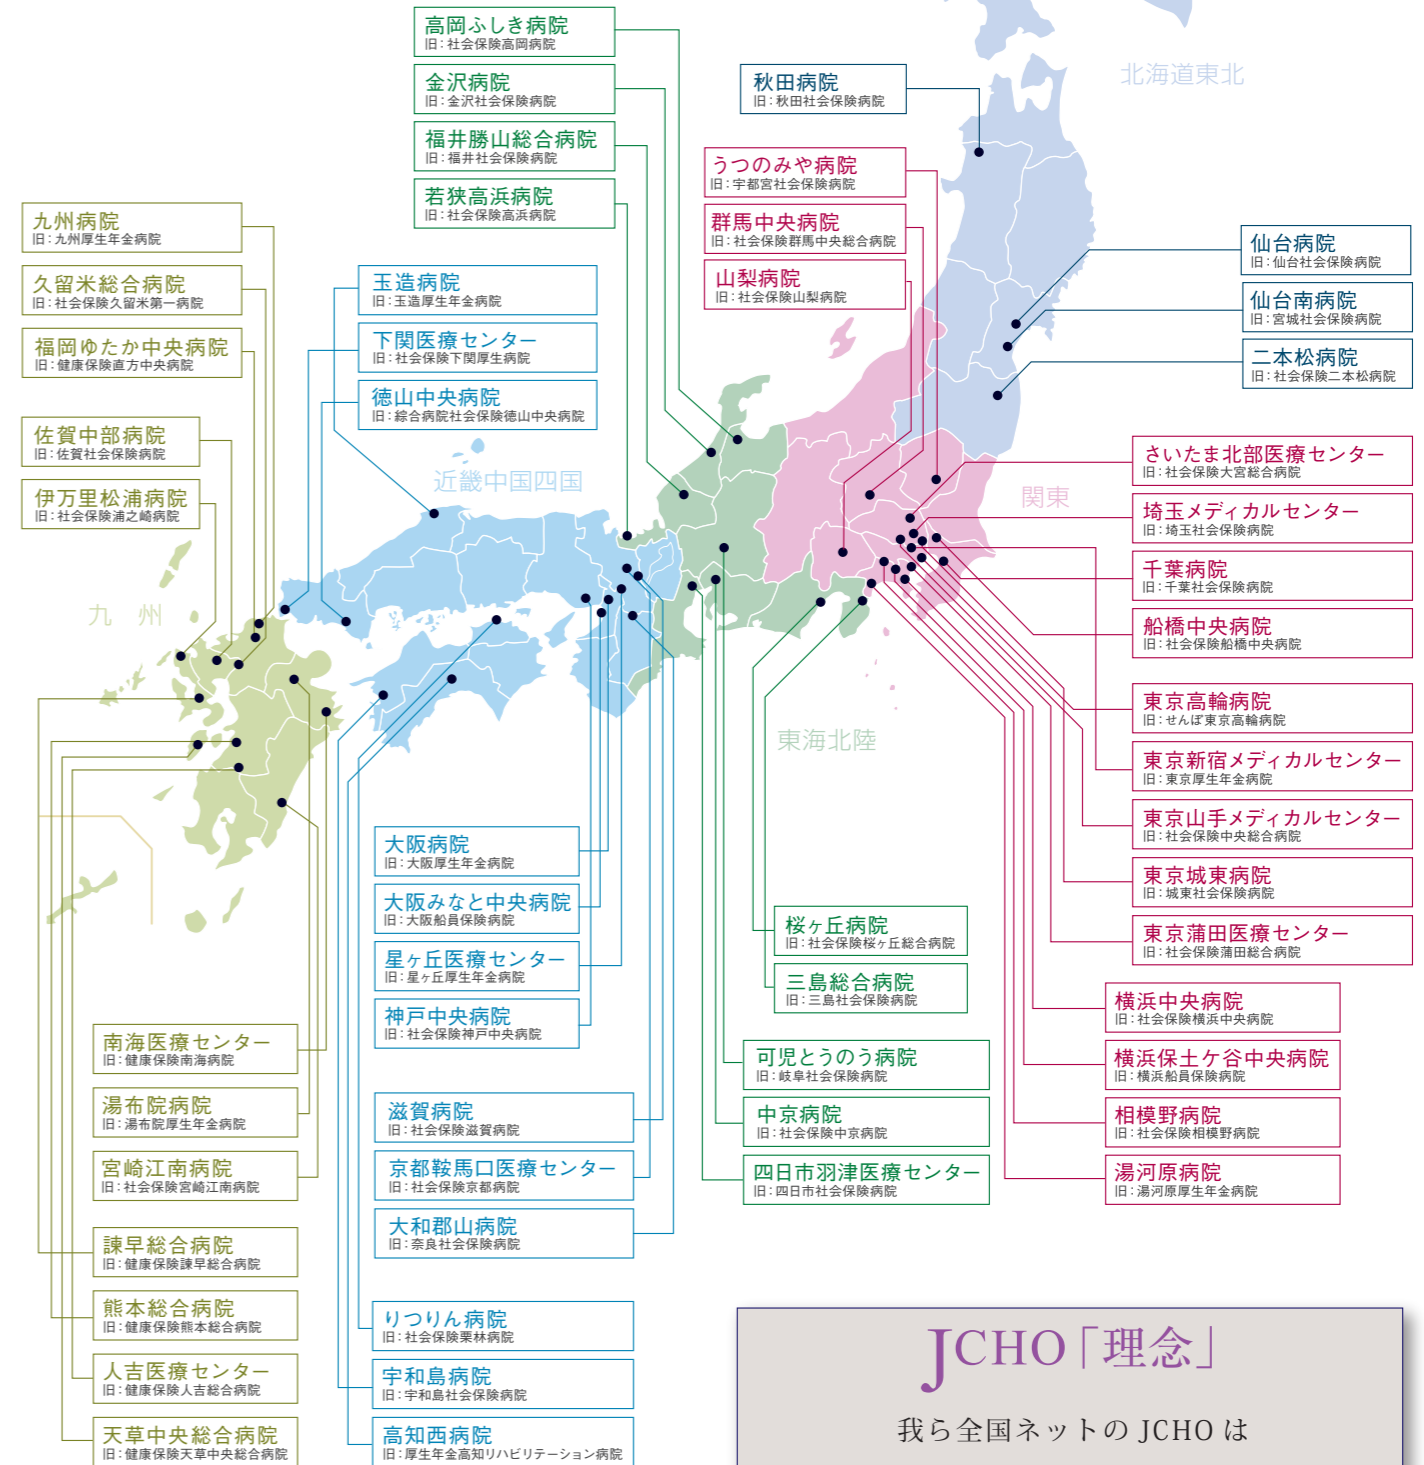 高岡ふしき病院
旧：社会保険高岡病院
金沢病院
旧：金沢社会保険病院
福井勝山総合病院
旧：福井社会保険病院
若狭高浜病院
旧：社会保険高浜病院
秋田病院
旧：秋田社会保険病院
北海道東北
うつのみや病院
旧：宇都宮社会保険病院
群馬中央病院
旧：社会保険群馬中央総合病院
山梨病院
旧：社会保険山梨病院
九州病院
旧：九州厚生年金病院
久留米総合病院
旧：社会保険久留米第一病院
福岡ゆたか中央病院
旧：健康保険直方中央病院
佐賀中部病院
旧：佐賀社会保険病院
伊万里松浦病院
旧：社会保険浦之崎病院
玉造病院
旧：玉造厚生年金病院
下関医療センター
旧：社会保険下関厚生病院
徳山中央病院
旧：綜合病院社会保険徳山中央病院
近畿中国四国
仙台病院
旧：仙台社会保険病院
仙台南病院
旧：宮城社会保険病院
二本松病院
旧：社会保険二本松病院
関東
さいたま北部医療センター
旧：社会保険大宮総合病院
埼玉メディカルセンター
旧：埼玉社会保険病院
千葉病院
旧：千葉社会保険病院
船橋中央病院
旧：社会保険船橋中央病院
東京高輪病院
旧：せんぽ東京高輪病院
東京新宿メディカルセンター
旧：東京厚生年金病院
東京山手メディカルセンター
旧：社会保険中央総合病院
東京城東病院
旧：城東社会保険病院
東京蒲田医療センター
旧：社会保険蒲田総合病院
横浜中央病院
旧：社会保険横浜中央病院
横浜保土ケ谷中央病院
旧：横浜船員保険病院
相模野病院
旧：社会保険相模野病院
湯河原病院
旧：湯河原厚生年金病院
九 州
東海北陸
大阪病院
旧：大阪厚生年金病院
大阪みなと中央病院
旧：大阪船員保険病院
星ヶ丘医療センター
旧：星ヶ丘厚生年金病院
神戸中央病院
旧：社会保険神戸中央病院
滋賀病院
旧：社会保険滋賀病院
京都鞍馬口医療センター
旧：社会保険京都病院
大和郡山病院
旧：奈良社会保険病院
りつりん病院
旧：社会保険栗林病院
宇和島病院
旧：宇和島社会保険病院
高知西病院
旧：厚生年金高知リハビリテーション病院
桜ヶ丘病院
旧：社会保険桜ヶ丘総合病院
三島総合病院
旧：三島社会保険病院
可児とうのう病院
旧：岐阜社会保険病院
中京病院
旧：社会保険中京病院
四日市羽津医療センター
旧：四日市社会保険病院
南海医療センター
旧：健康保険南海病院
湯布院病院
旧：湯布院厚生年金病院
宮崎江南病院
旧：社会保険宮崎江南病院
諫早総合病院
旧：健康保険諫早総合病院
熊本総合病院
旧：健康保険熊本総合病院
人吉医療センター
旧：健康保険人吉総合病院
天草中央総合病院
旧：健康保険天草中央総合病院
JCHO「理念」
我ら全国ネットのJCHOは